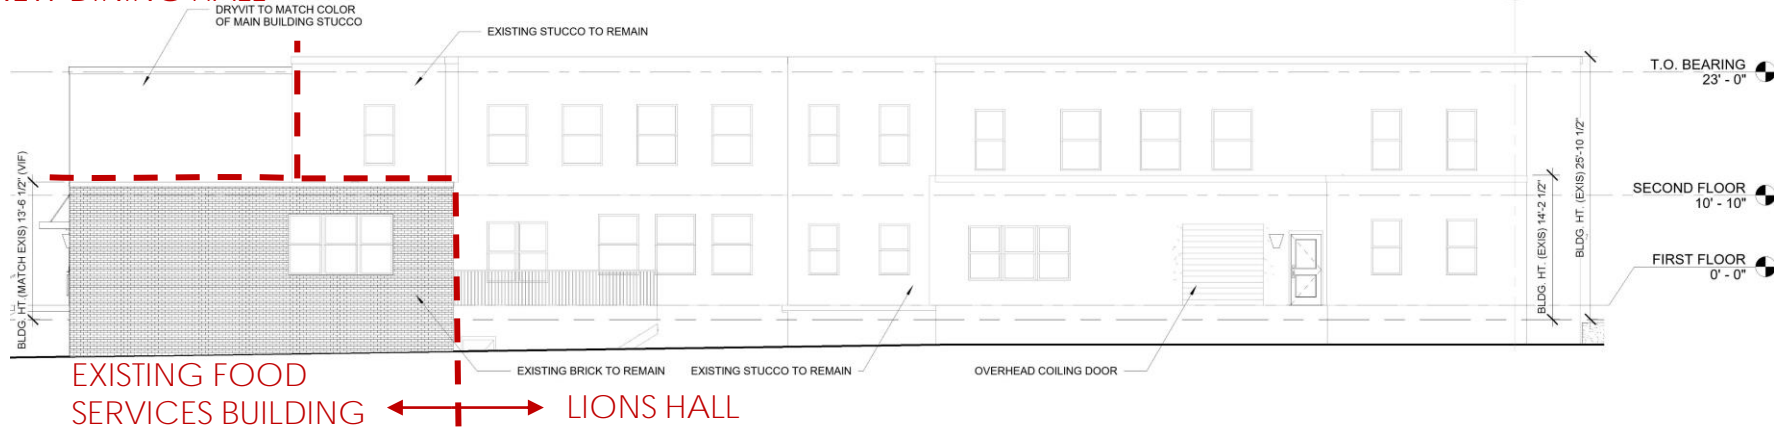 NEW DINING HALL
DRYVIT TO MATCH COLOR
OF MAIN BUILDING STUCCO
EXISTING STUCCO TO REMAIN
T.O. BEARING
23' - 0"
BLDG. HT. (MATCH EXIS) 13'-6 1/2" (VIF)
BLDG. HT. (EXIS) 14'-2 1/2"
BLDG. HT. (EXIS) 25'-10 1/2"
SECOND FLOOR
10' - 10"
FIRST FLOOR
0' - 0"
EXISTING BRICK TO REMAIN
EXISTING STUCCO TO REMAIN
OVERHEAD COILING DOOR
EXISTING FOOD
SERVICES BUILDING
LIONS HALL